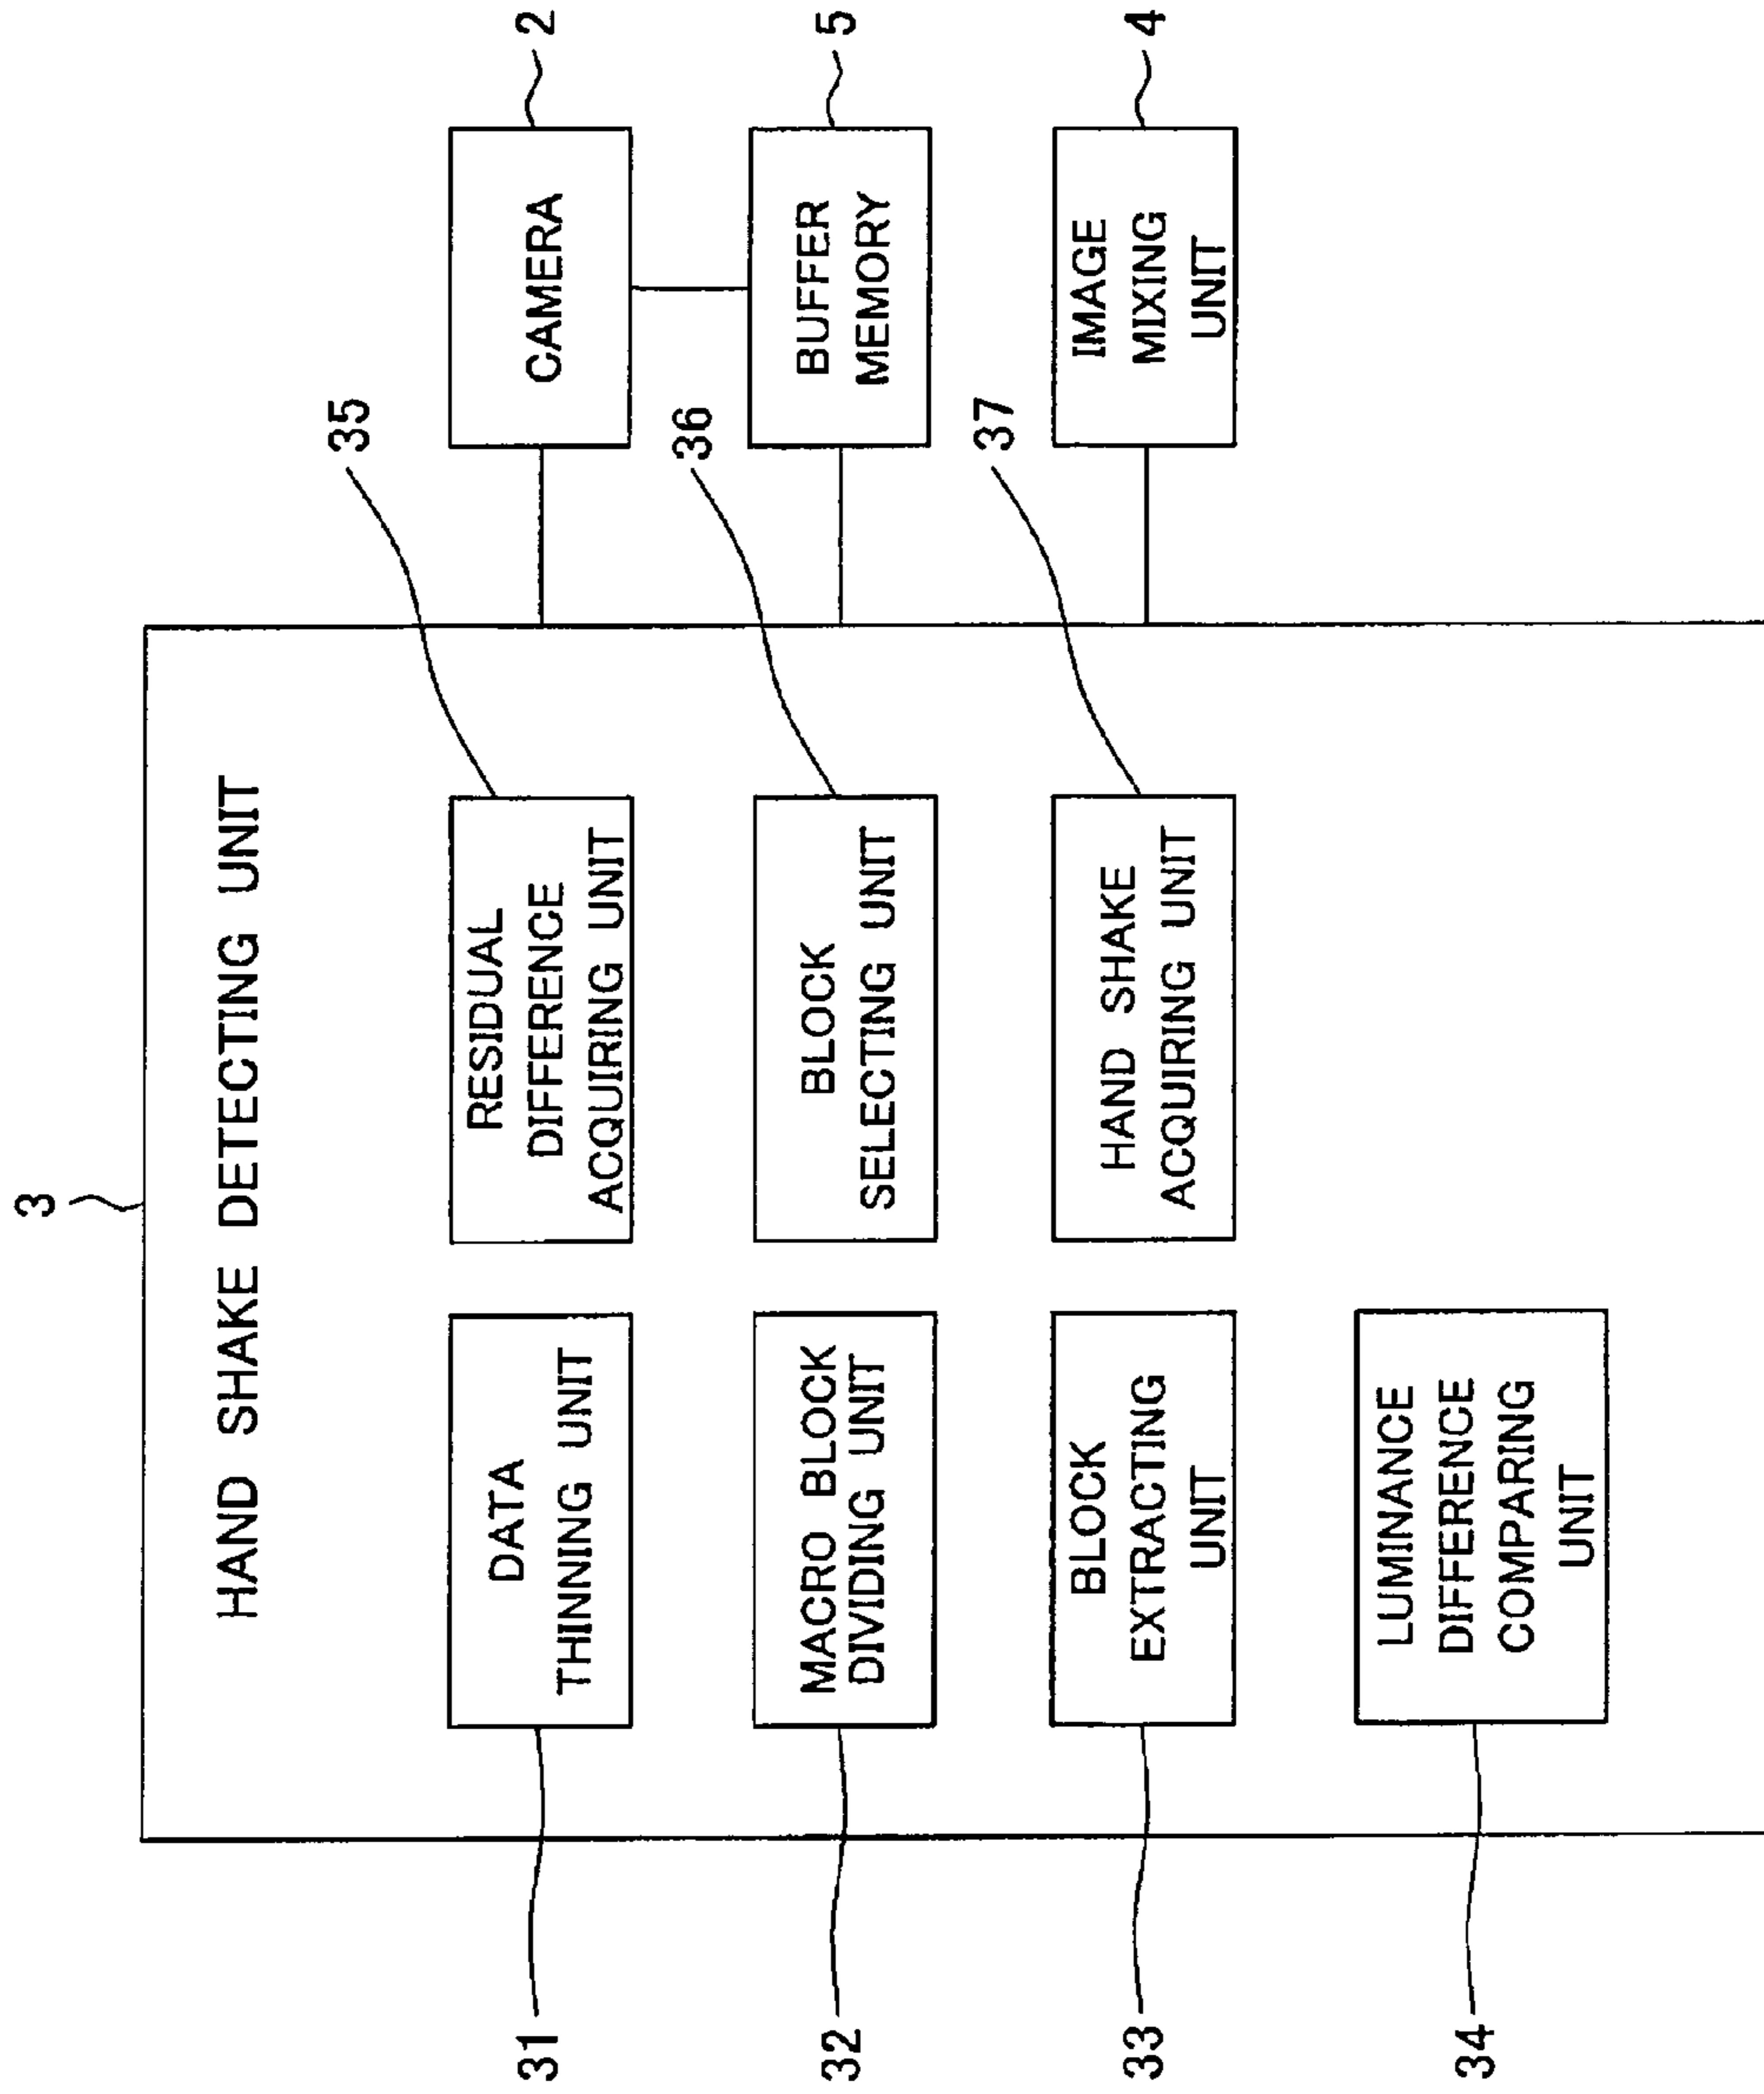 3
HAND SHAKE DETECTING UNIT
31
DATA
THINNING UNIT
32
MACRO BLOCK
DIVIDING UNIT
33
BLOCK
EXTRACTING
UNIT
34
LUMINANCE
DIFFERENCE
COMPARING
UNIT
35
RESIDUAL
DIFFERENCE
ACQUIRING UNIT
36
BLOCK
SELECTING UNIT
37
HAND SHAKE
ACQUIRING UNIT
2
CAMERA
5
BUFFER
MEMORY
4
IMAGE
MIXING
UNIT